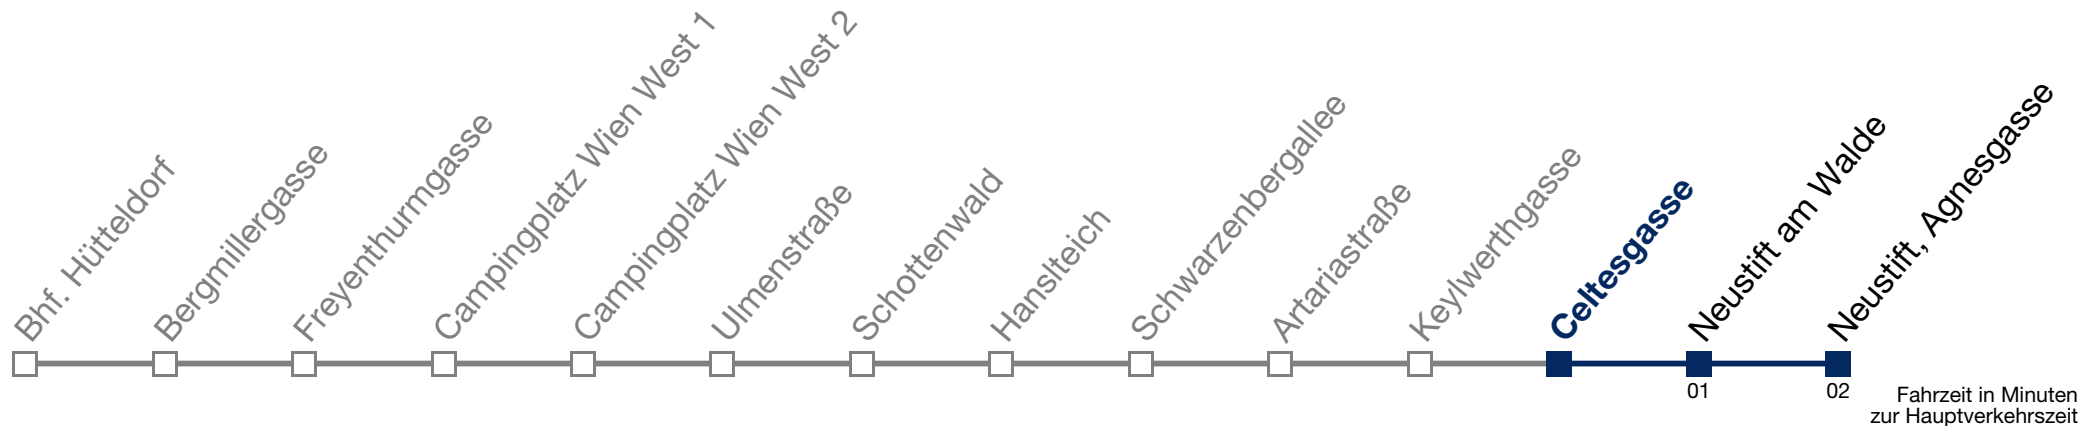 Bhf. Hütteldorf
Bergmillergasse
Freyenthurmgasse
Campingplatz Wien West 1
Campingplatz Wien West 2
Ulmenstraße
Schottenwald
Hanslteich
Schwarzenbergallee
Artariastraße
Keylwerthgasse
Celtesgasse
Neustift am Walde
Neustift, Agnesgasse
01
02
Fahrzeit in Minuten
zur Hauptverkehrszeit